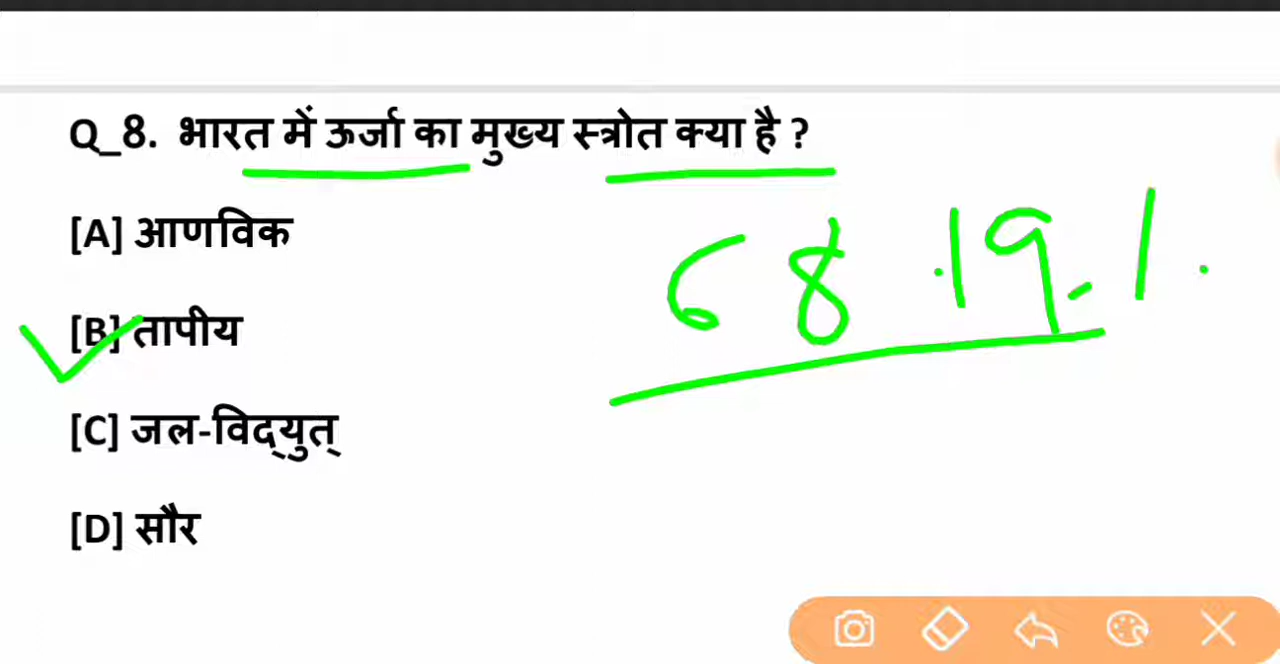 Q_8. भारत में ऊर्जा का मुख्य स्त्रोत क्या है ?
[A] आणविक
68 .19.1.
[B] तापीय
[C] जल-विद्युत्
[D] सौर